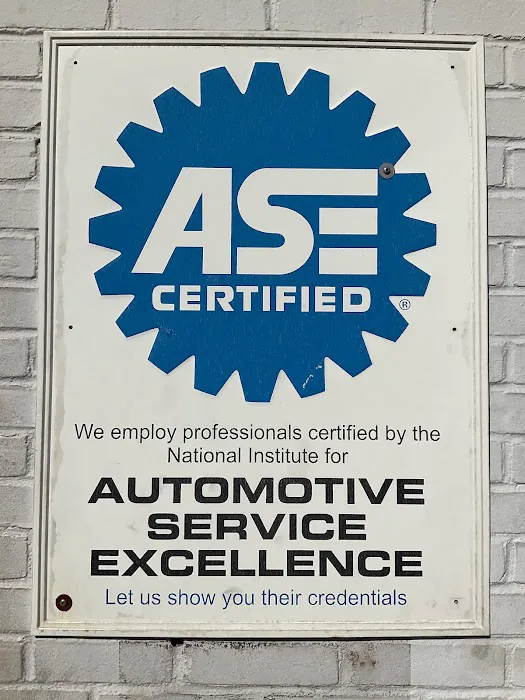 ASE
CERTIFIED ®
We employ professionals certified by the
National Institute for
AUTOMOTIVE
SERVICE
EXCELLENCE
Let us show you their credentials